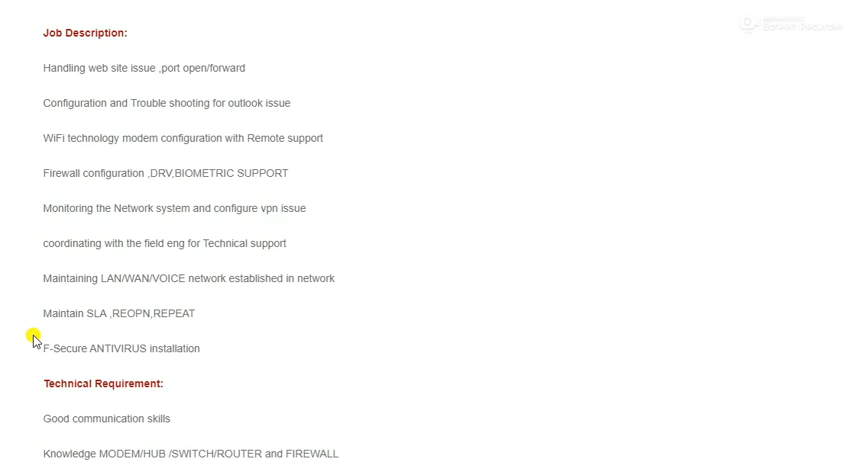 Job Description:
Handling web site issue ,port open/forward
Configuration and Trouble shooting for outlook issue
WiFi technology modem configuration with Remote support
Firewall configuration ,DRV,BIOMETRIC SUPPORT
Monitoring the Network system and configure vpn issue
coordinating with the field eng for Technical support
Maintaining LAN/WAN/VOICE network established in network
Maintain SLA ,REOPN,REPEAT
F-Secure ANTIVIRUS installation
Technical Requirement:
Good communication skills
Knowledge MODEM/HUB /SWITCH/ROUTER and FIREWALL
Screen Recorder